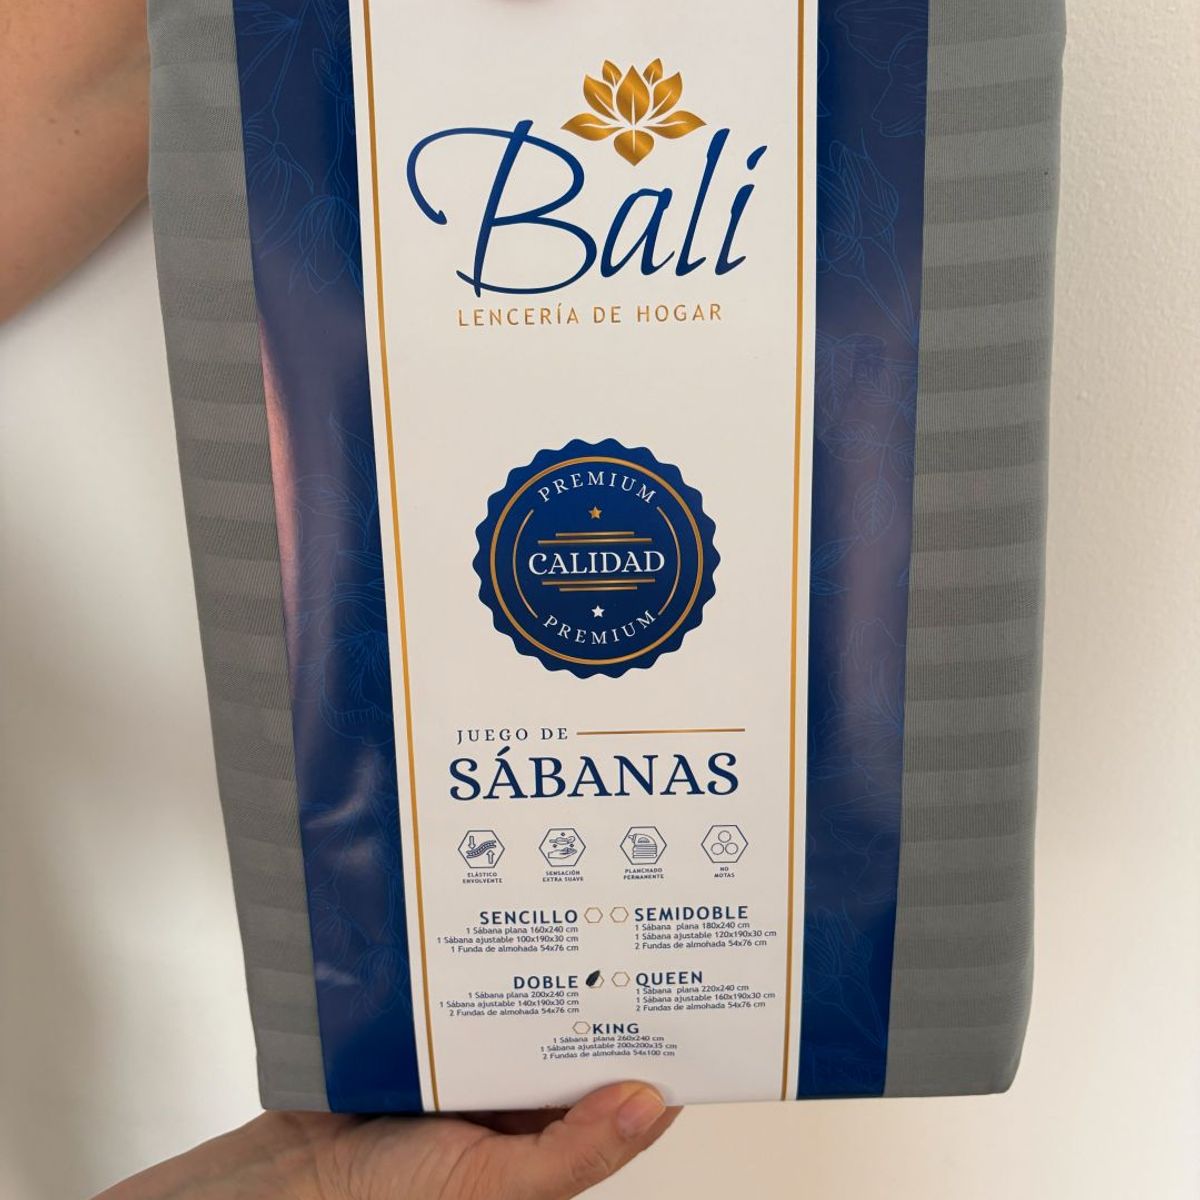 Bali
LENCERÍA DE HOGAR
PREMIUM
CALIDAD
PREMIUM
JUEGO DE
SÁBANAS
ELÁSTICO
ENVOLVENTE
SENSACIÓN
EXTRA SUAVE
PLANCHADO
PERMANENTE
NO
MOTAS
SENCILLO
1 Sábana plana 160x240 cm
1 Sábana ajustable 100x190x30 cm
1 Funda de almohada 54x76 cm
SEMIDOBLE
1 Sábana plana 180x240 cm
1 Sábana ajustable 120x190x30 cm
2 Fundas de almohada 54x76 cm
DOBLE
1 Sábana plana 200x240 cm
1 Sábana ajustable 140x190x30 cm
2 Fundas de almohada 54x76 cm
QUEEN
1 Sábana plana 220x240 cm
1 Sábana ajustable 160x190x30 cm
2 Fundas de almohada 54x76 cm
KING
1 Sábana plana 260x240 cm
1 Sábana ajustable 200x200x35 cm
2 Fundas de almohada 54x100 cm